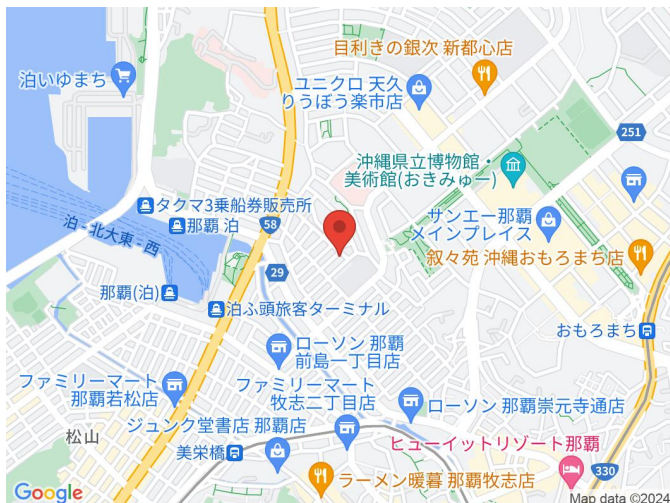 目利きの銀次 新都心店
泊いゆまち
ユニクロ 天久
りうぼう楽市店
251
沖縄県立博物館・
美術館(おきみゅー)
タクマ3乗船券販売所
那覇 泊
58
サンエー那覇
メインプレイス
泊 - 北大東 - 西
叙々苑 沖縄おもろまち店
29
那覇(泊)
泊ふ頭旅客ターミナル
おもろまち
ローソン 那覇
前島一丁目店
ファミリーマート
那覇若松店
ファミリーマート
牧志二丁目店
ローソン 那覇崇元寺通店
ジュンク堂書店 那覇店
松山
美栄橋
ヒューイットリゾート那覇
330
ラーメン暖暮 那覇牧志店
Google
Map data ©2024